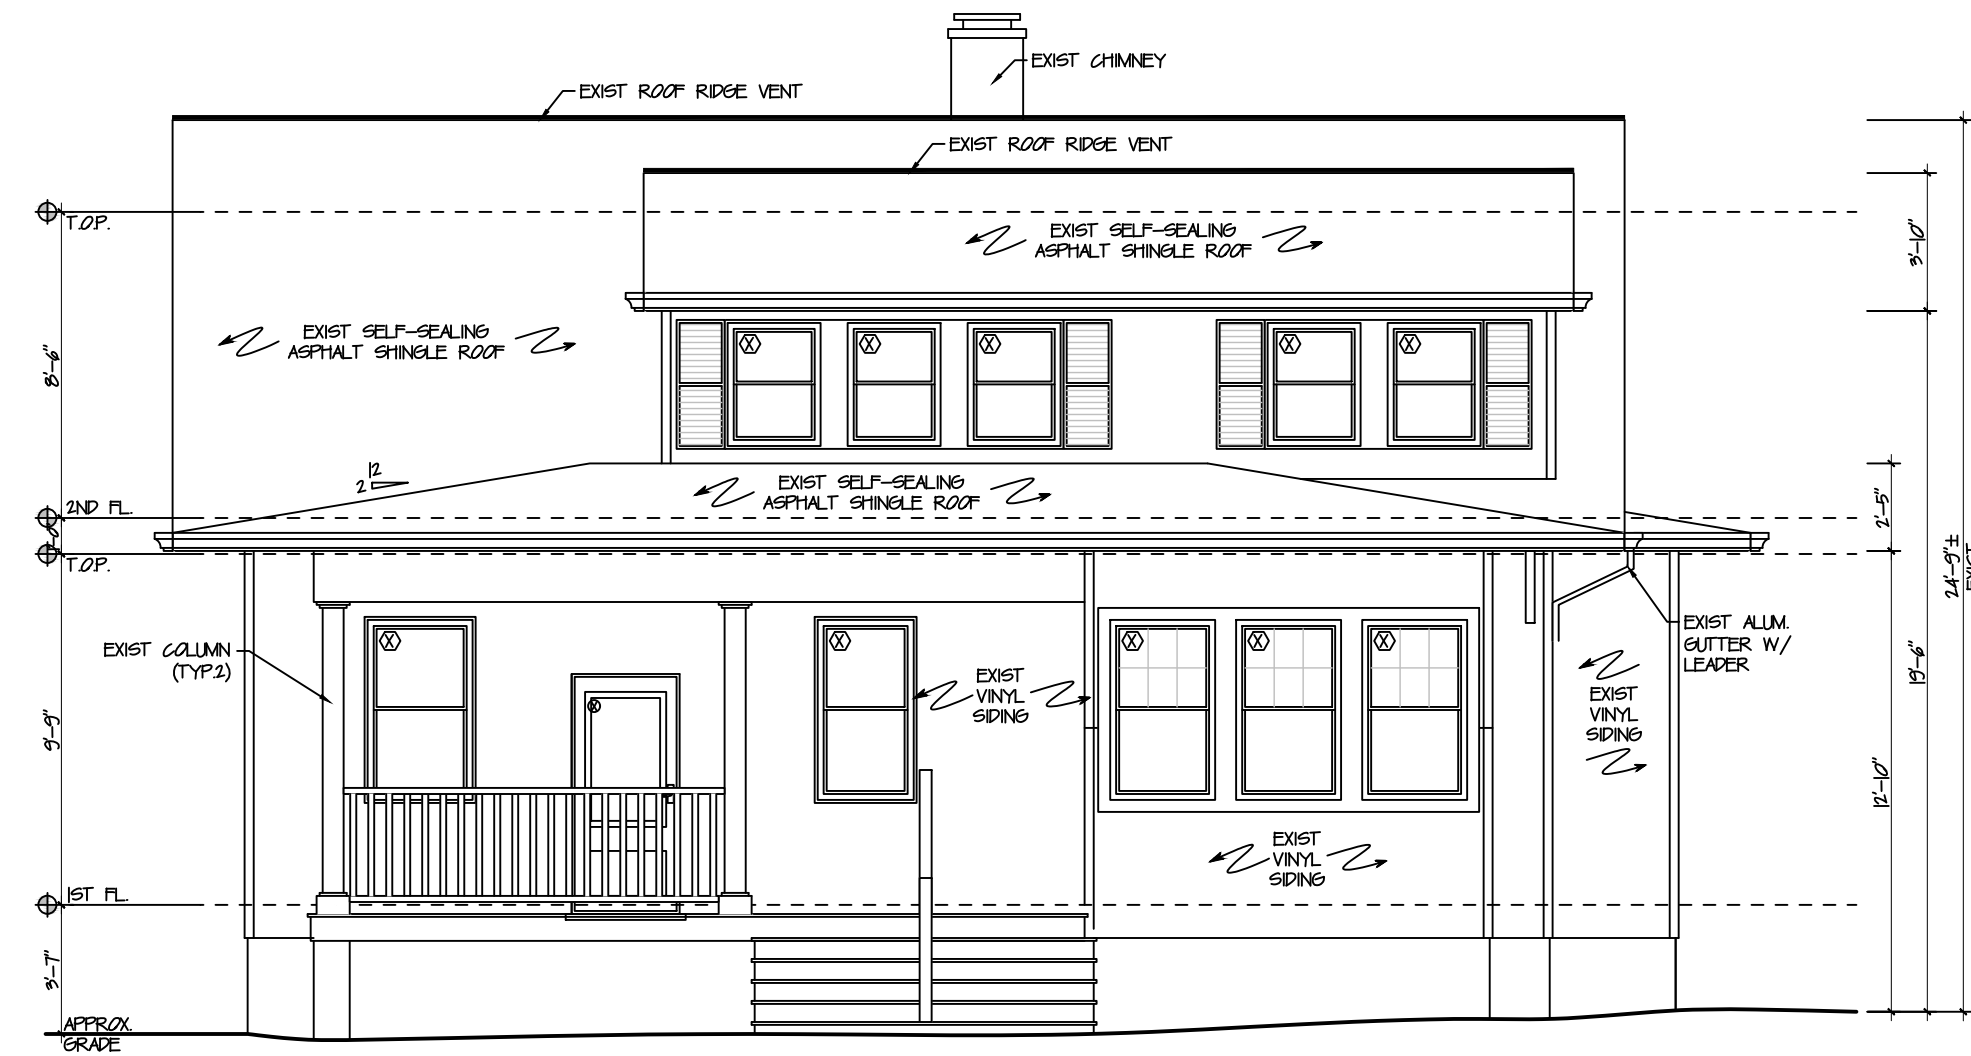 EXIST CHIMNEY
EXIST ROOF RIDGE VENT
EXIST ROOF RIDGE VENT
T.O.P.
EXIST SELF-SEALING
ASPHALT SHINGLE ROOF
3'-10"
EXIST SELF-SEALING
ASPHALT SHINGLE ROOF
8'-6"
X
X
X
X
X
12
2
EXIST SELF-SEALING
ASPHALT SHINGLE ROOF
2ND FL.
2'-5"
T.O.P.
24'-9"±
EXIST ALUM.
GUTTER W/
LEADER
EXIST COLUMN
(TYP.2)
X
X
X
X
X
X
EXIST
VINYL
SIDING
EXIST
VINYL
SIDING
19'-6"
9'-9"
12'-10"
EXIST
VINYL
SIDING
1ST FL.
3'-7"
APPROX.
GRADE